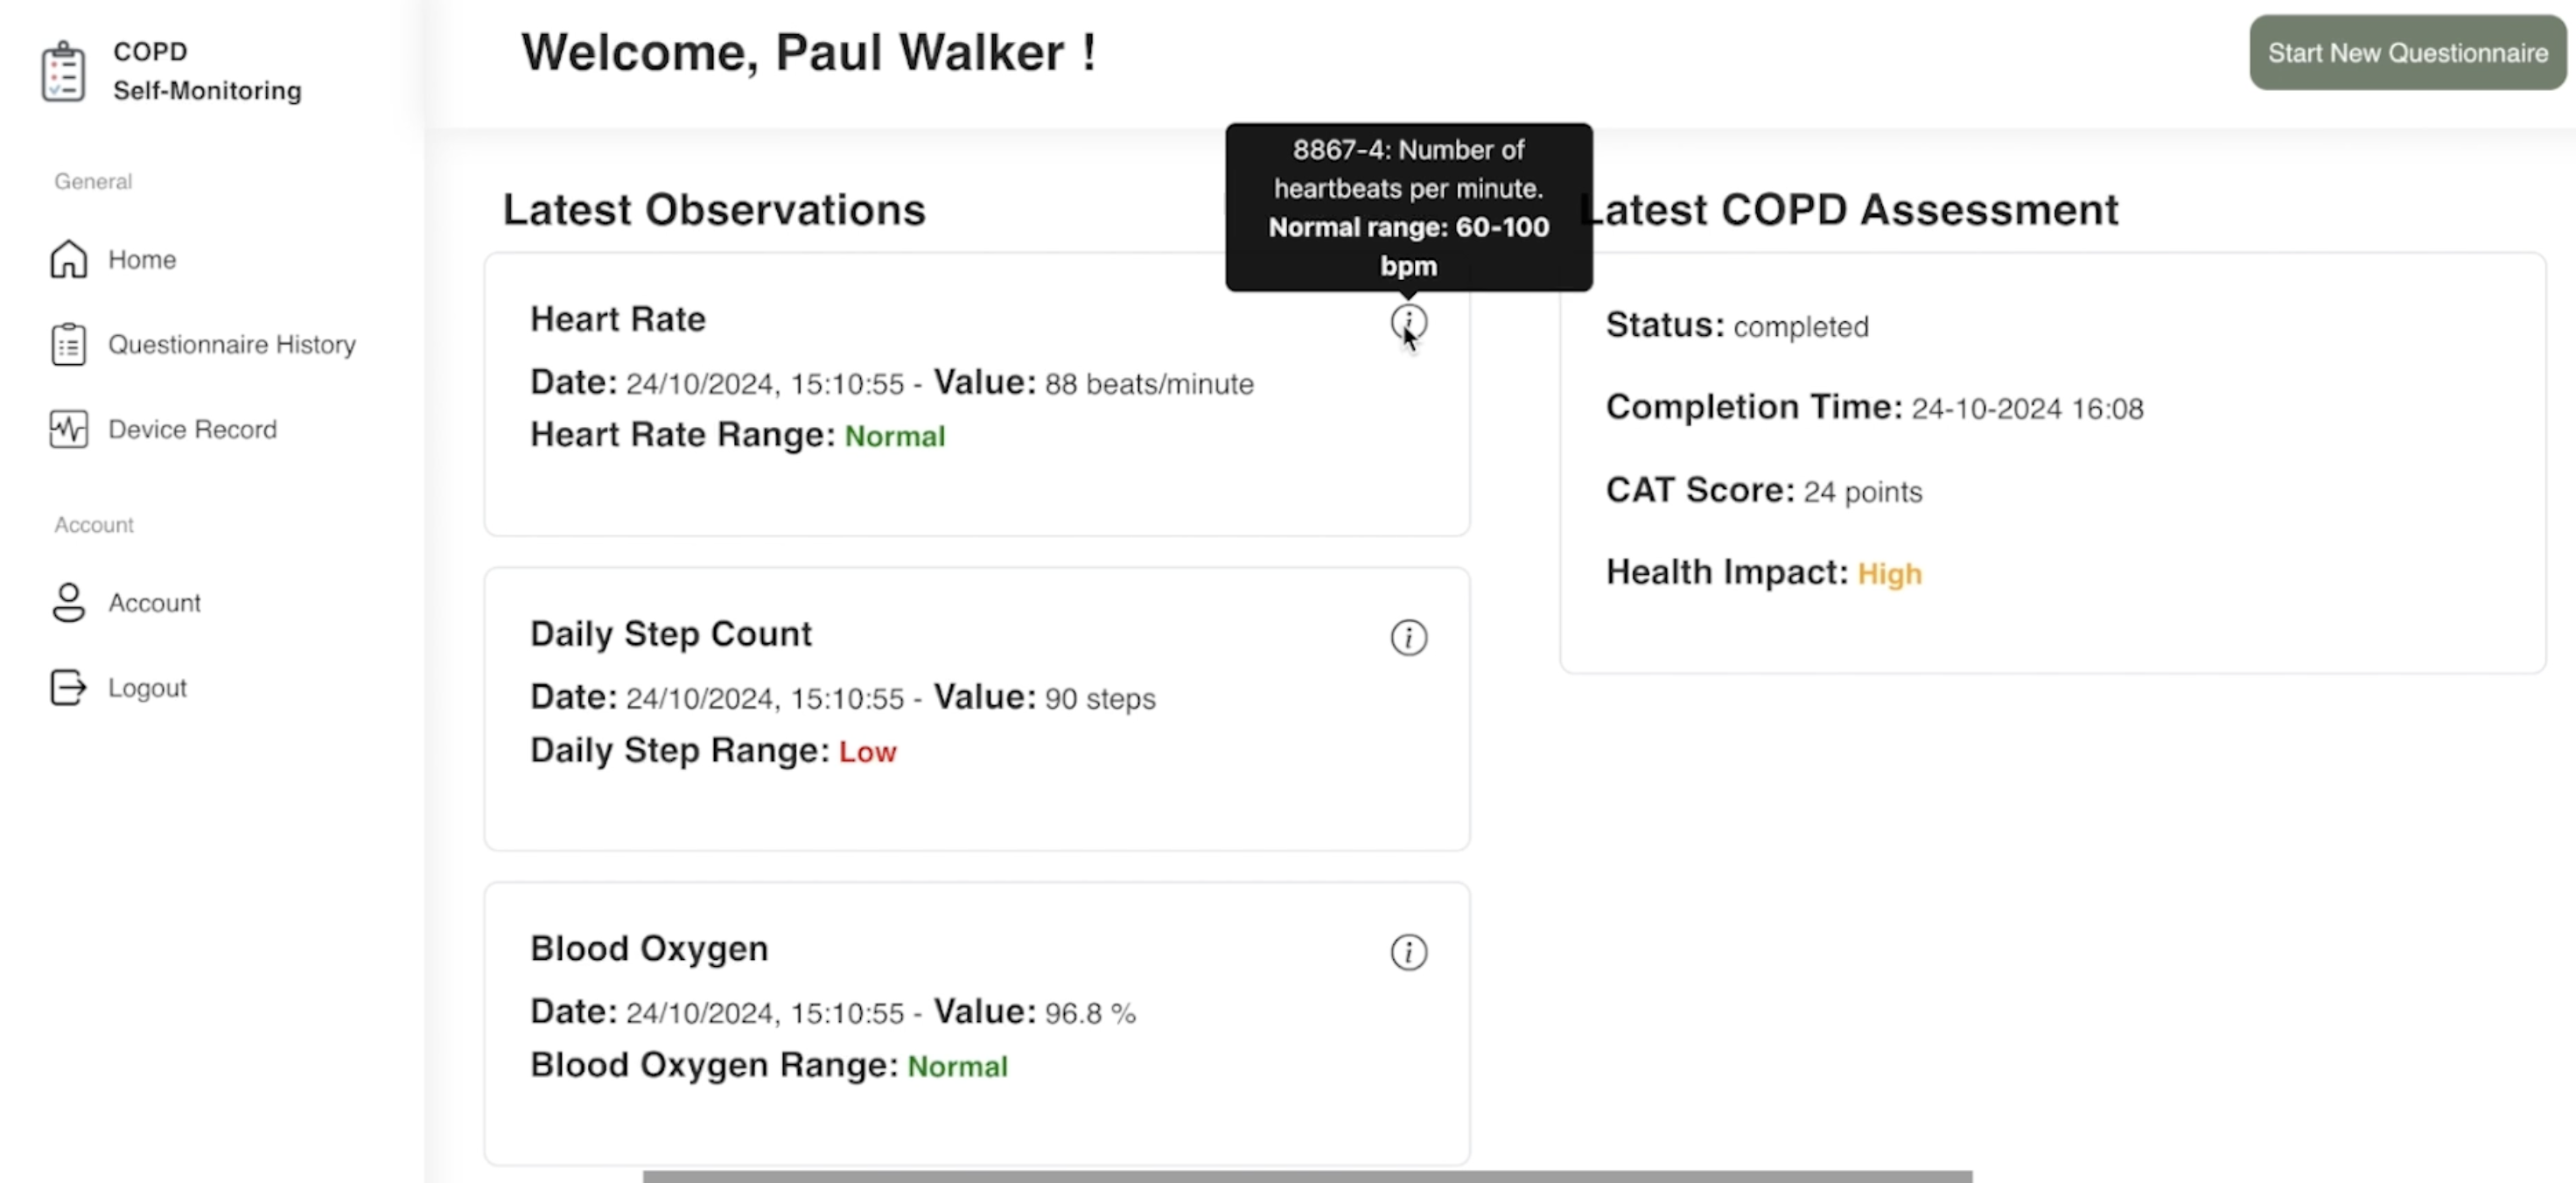 COPD
Self-Monitoring
General
Home
Questionnaire History
Device Record
Account
Account
Logout
Welcome, Paul Walker !
Start New Questionnaire
Latest Observations
8867-4: Number of
heartbeats per minute.
Normal range: 60-100
bpm
Heart Rate
Date: 24/10/2024, 15:10:55 - Value: 88 beats/minute
Heart Rate Range: Normal
Daily Step Count
Date: 24/10/2024, 15:10:55 - Value: 90 steps
Daily Step Range: Low
Blood Oxygen
Date: 24/10/2024, 15:10:55 - Value: 96.8 %
Blood Oxygen Range: Normal
Latest COPD Assessment
Status: completed
Completion Time: 24-10-2024 16:08
CAT Score: 24 points
Health Impact: High